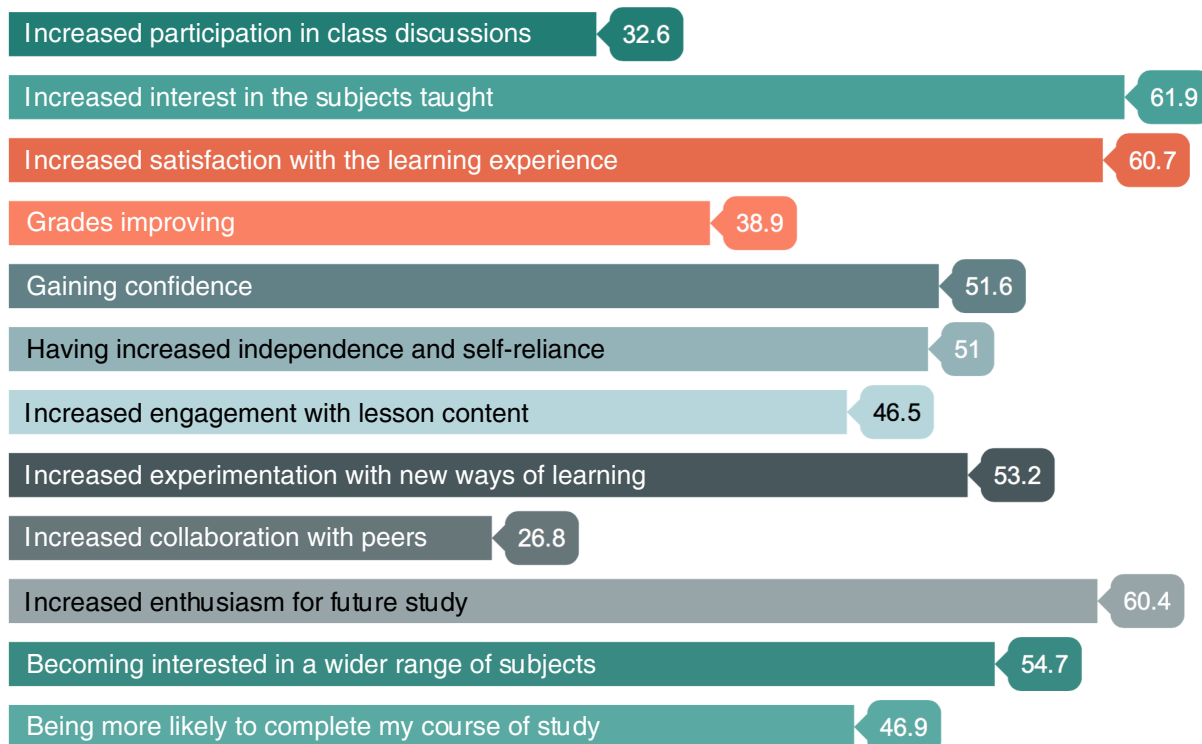 Increased participation in class discussions 32.6
Increased interest in the subjects taught 61.9
Increased satisfaction with the learning experience 60.7
Grades improving 38.9
Gaining confidence 51.6
Having increased independence and self-reliance 51
Increased engagement with lesson content 46.5
Increased experimentation with new ways of learning 53.2
Increased collaboration with peers 26.8
Increased enthusiasm for future study 60.4
Becoming interested in a wider range of subjects 54.7
Being more likely to complete my course of study 46.9